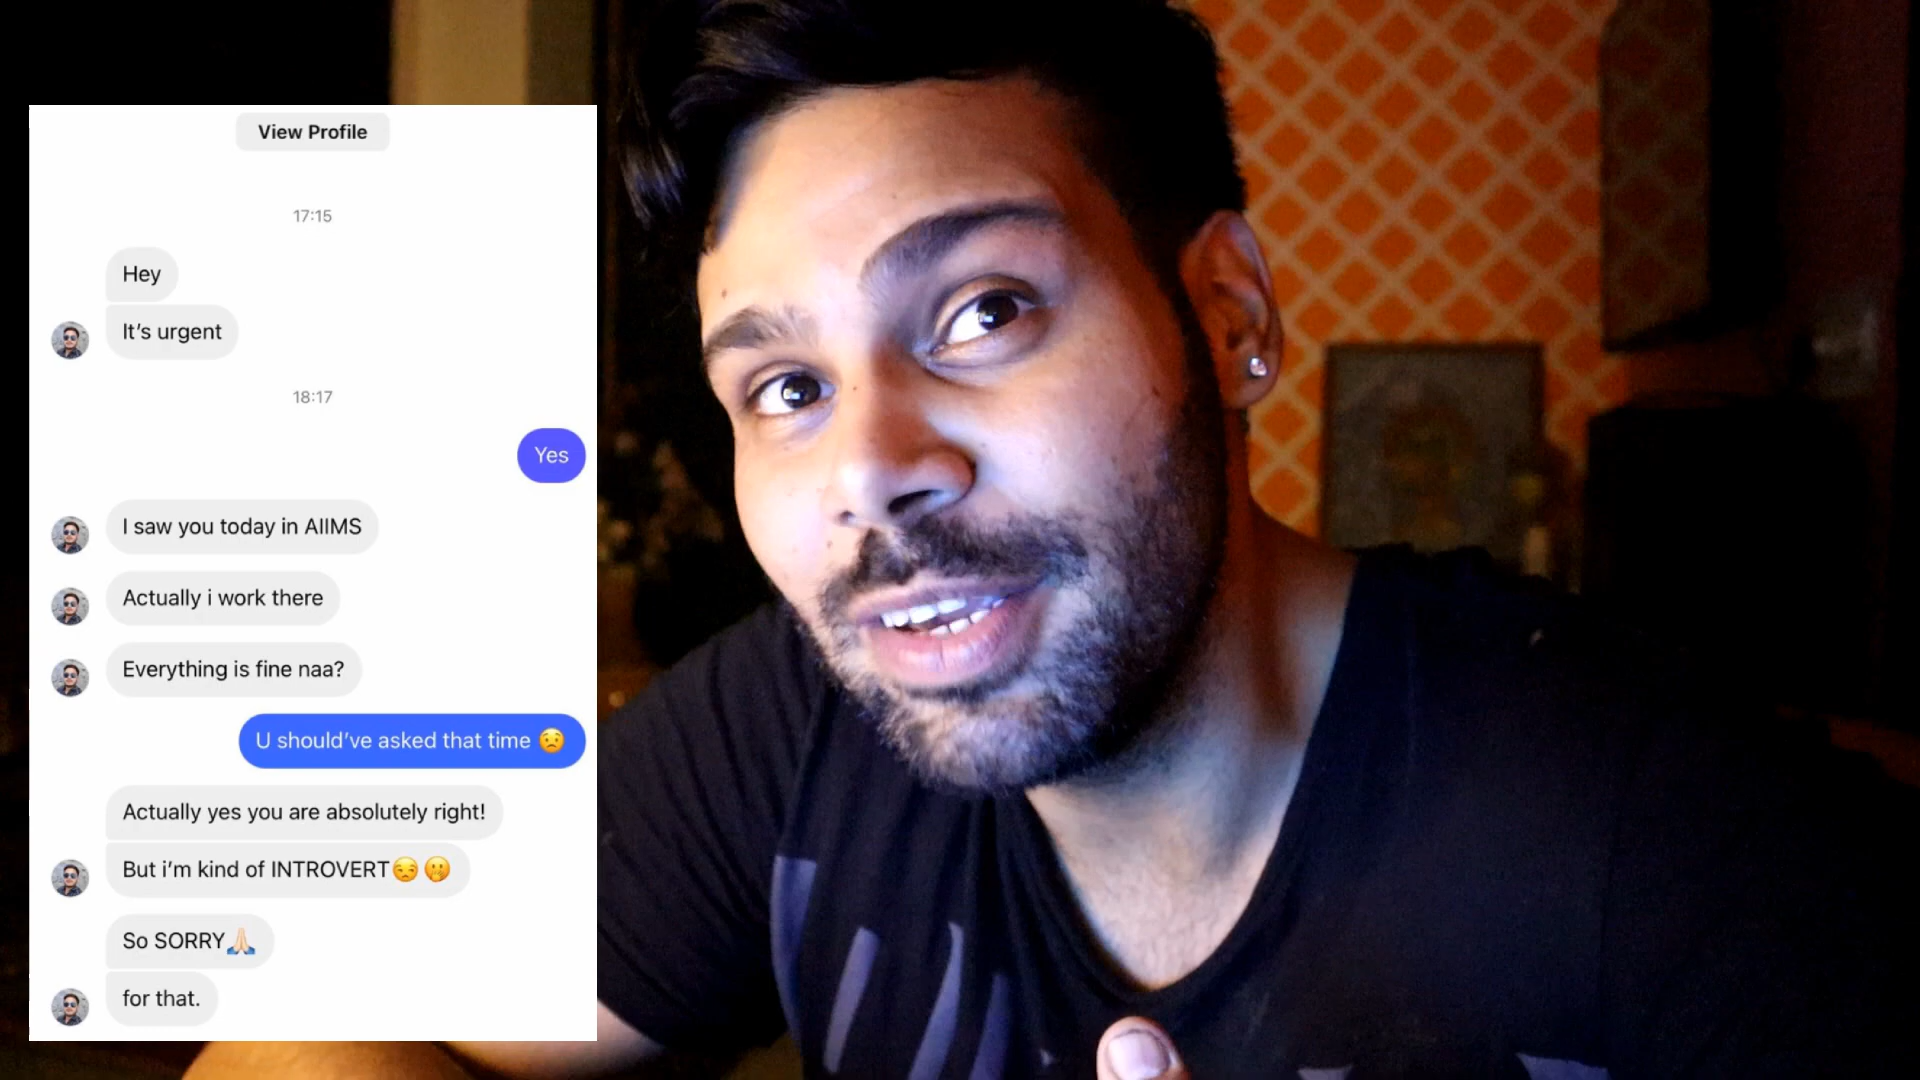 View Profile
17:15
Hey
It's urgent
18:17
Yes
I saw you today in AIIMS
Actually i work there
Everything is fine naa?
U should've asked that time 😟
Actually yes you are absolutely right!
But i'm kind of INTROVERT😒🤭
So SORRY🙏🏻
for that.